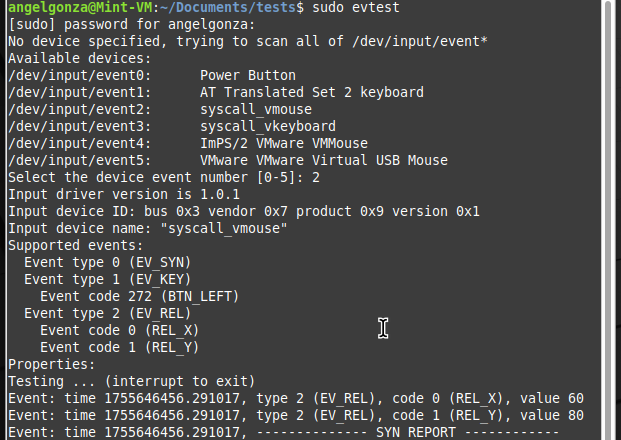 angelgonza@Mint-VM:~/Documents/tests$ sudo evtest
[sudo] password for angelgonza:
No device specified, trying to scan all of /dev/input/event*
Available devices:
/dev/input/event0:      Power Button
/dev/input/event1:      AT Translated Set 2 keyboard
/dev/input/event2:      syscall_vmouse
/dev/input/event3:      syscall_vkeyboard
/dev/input/event4:      ImPS/2 VMware VMMouse
/dev/input/event5:      VMware VMware Virtual USB Mouse
Select the device event number [0-5]: 2
Input driver version is 1.0.1
Input device ID: bus 0x3 vendor 0x7 product 0x9 version 0x1
Input device name: "syscall_vmouse"
Supported events:
  Event type 0 (EV_SYN)
  Event type 1 (EV_KEY)
    Event code 272 (BTN_LEFT)
  Event type 2 (EV_REL)
    Event code 0 (REL_X)
    Event code 1 (REL_Y)
Properties:
Testing ... (interrupt to exit)
Event: time 1755646456.291017, type 2 (EV_REL), code 0 (REL_X), value 60
Event: time 1755646456.291017, type 2 (EV_REL), code 1 (REL_Y), value 80
Event: time 1755646456.291017, -------------- SYN_REPORT ------------